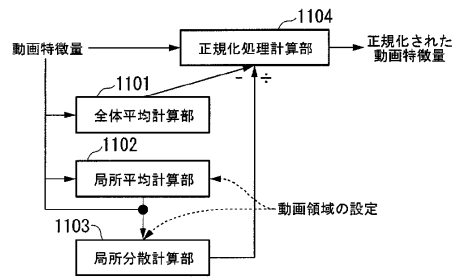 1104
動画特徴量
正規化処理計算部
正規化された
動画特徴量
1101
- ÷
全体平均計算部
1102
局所平均計算部
動画領域の設定
1103
局所分散計算部